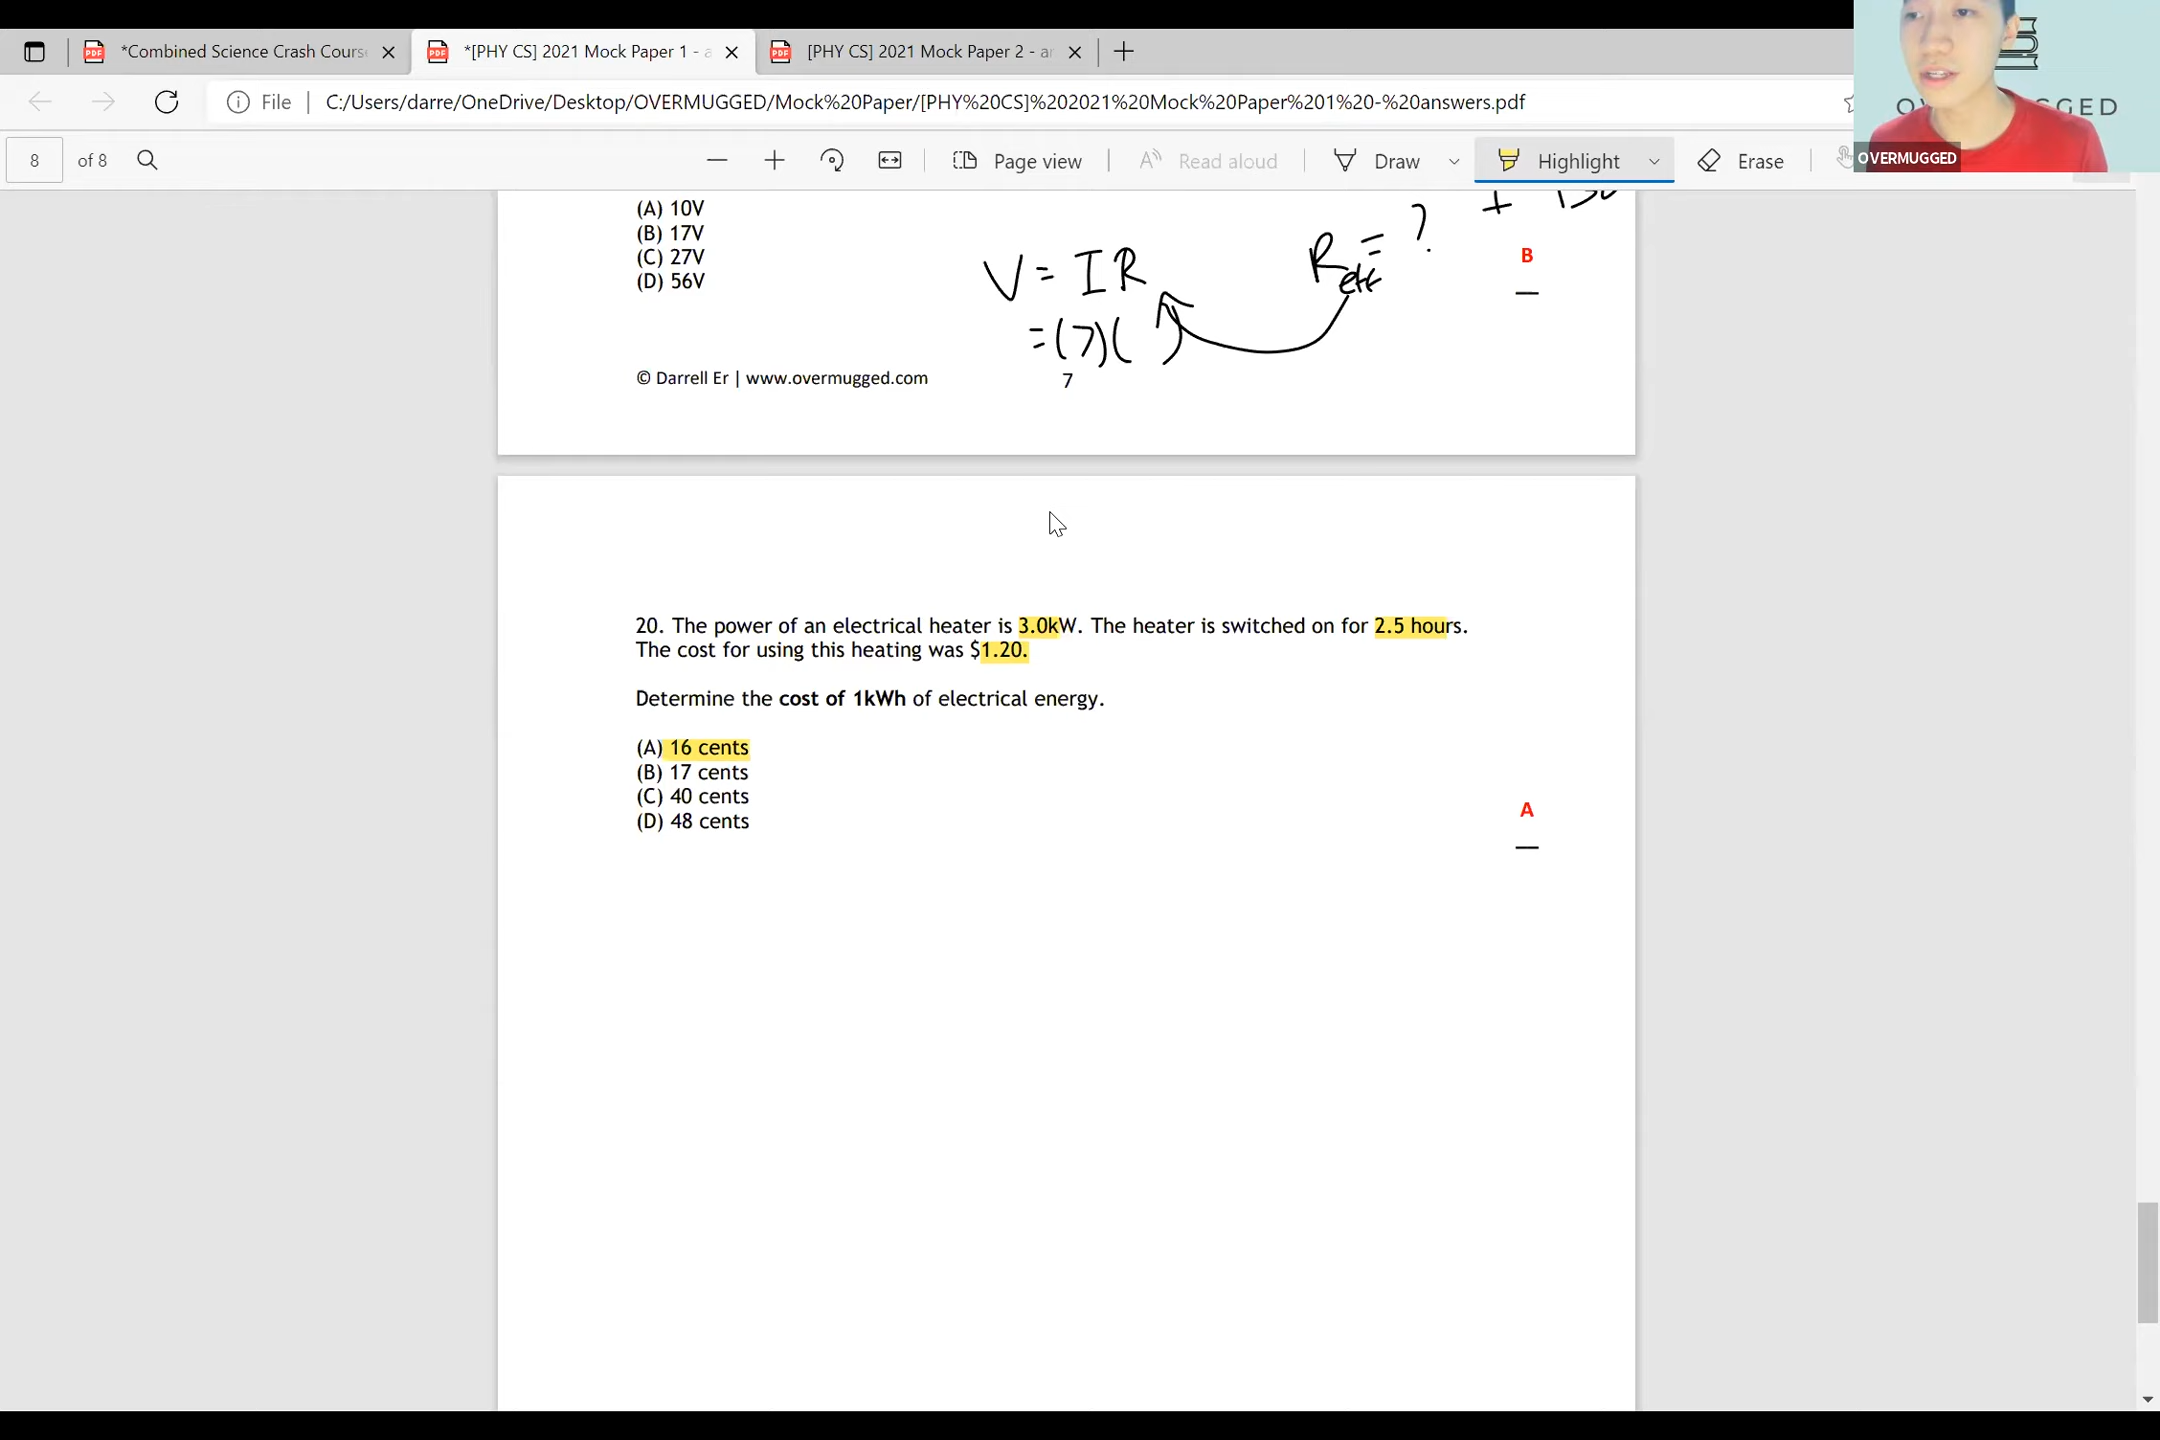 *Combined Science Crash Cours
*[PHY CS] 2021 Mock Paper 1 - a
[PHY CS] 2021 Mock Paper 2 - ar
File
C:/Users/darre/OneDrive/Desktop/OVERMUGGED/Mock%20Paper/[PHY%20CS]%202021%20Mock%20Paper%201%20-%20answers.pdf
8
of 8
Page view
Read aloud
Draw
Highlight
Erase
OVERMUGGED
(A) 10V
(B) 17V
(C) 27V
(D) 56V
V = IR
= (7)( )
Reff = ?
B
© Darrell Er | www.overmugged.com
7
20. The power of an electrical heater is 3.0kW. The heater is switched on for 2.5 hours.
The cost for using this heating was $1.20.
Determine the cost of 1kWh of electrical energy.
(A) 16 cents
(B) 17 cents
(C) 40 cents
(D) 48 cents
A